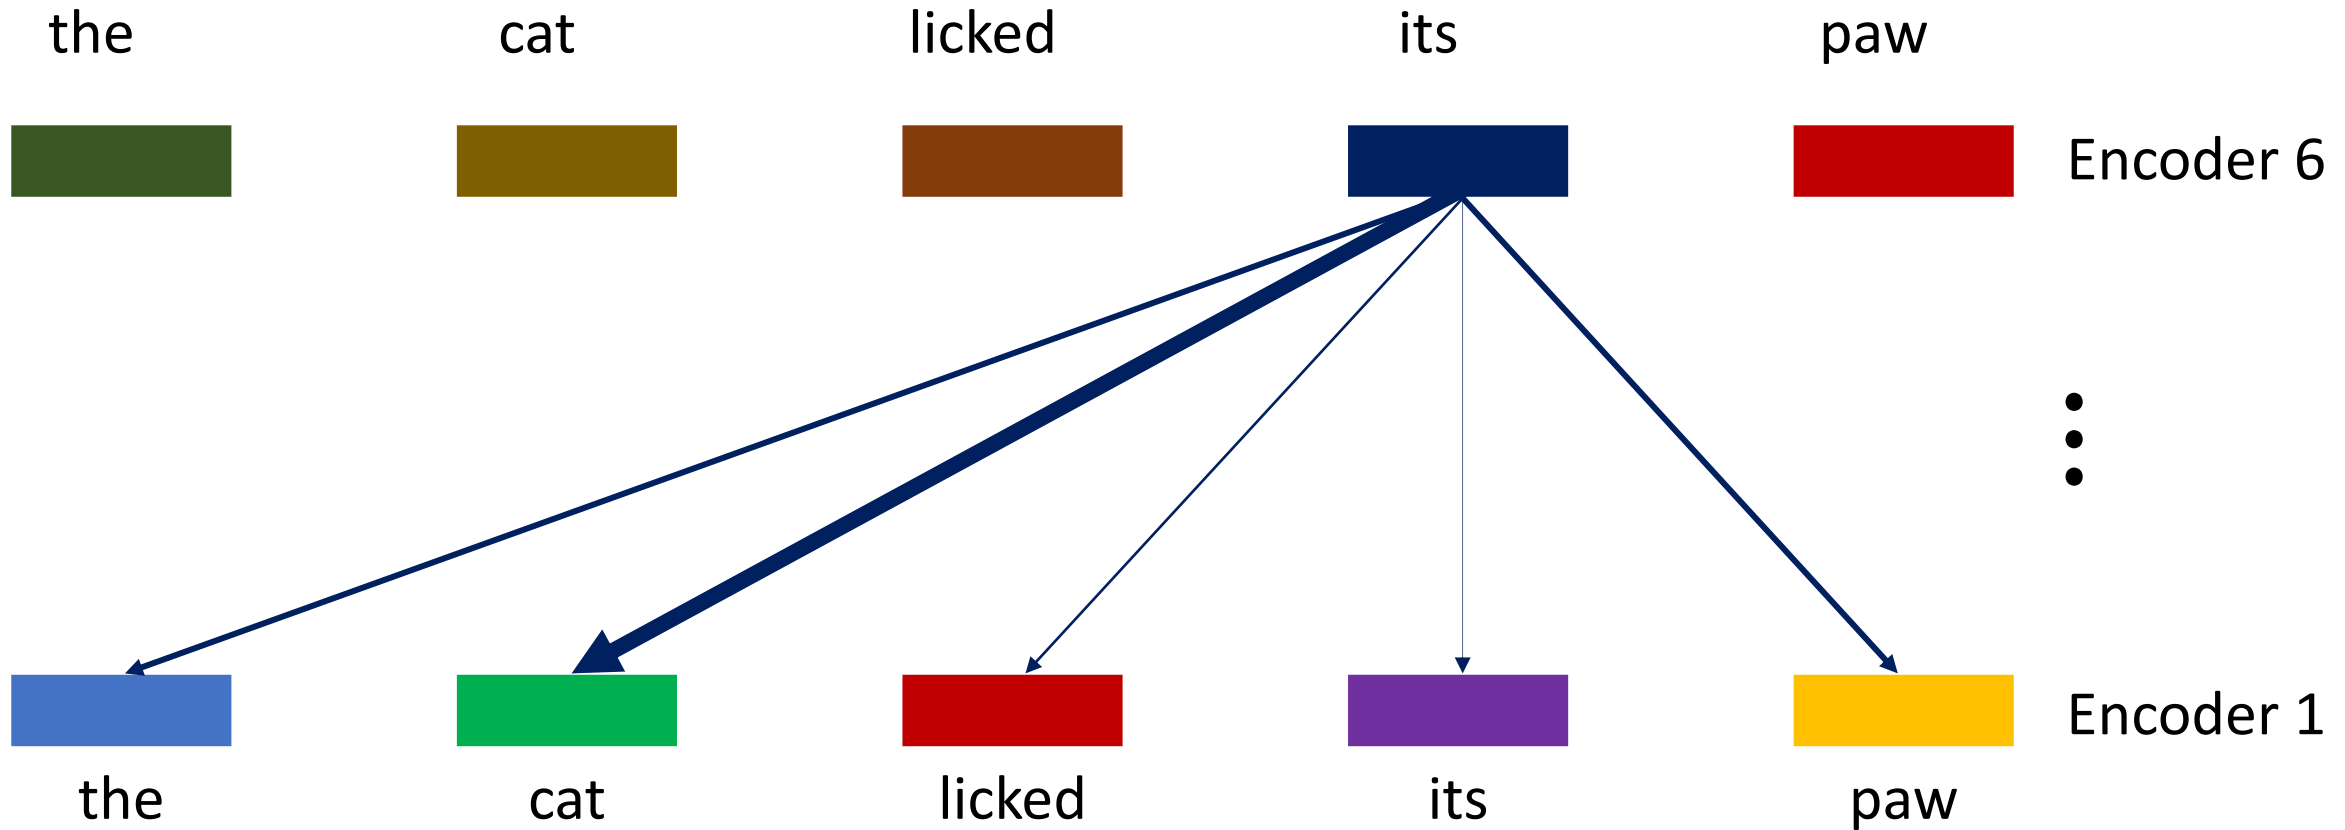 the cat licked its paw
Encoder 6
Encoder 1
the cat licked its paw